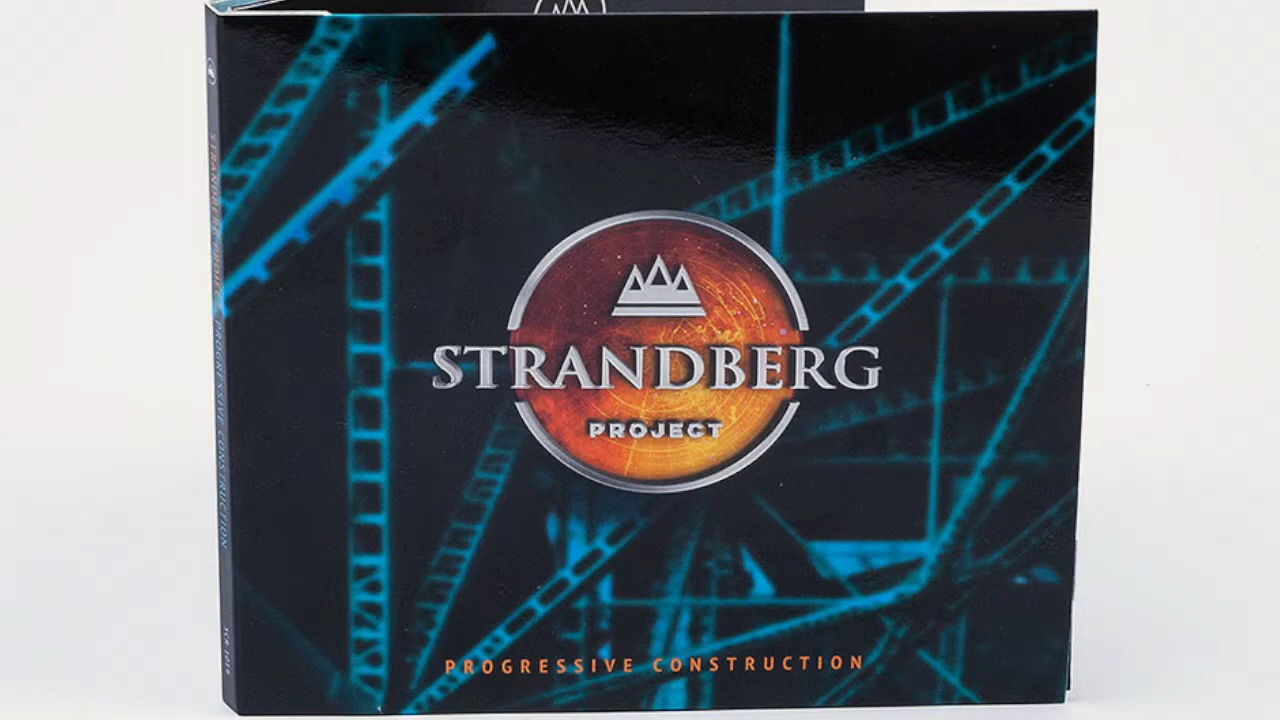 STRANDBERG
PROJECT
PROGRESSIVE CONSTRUCTION
STRANDBERG PROJECT PROGRESSIVE CONSTRUCTION